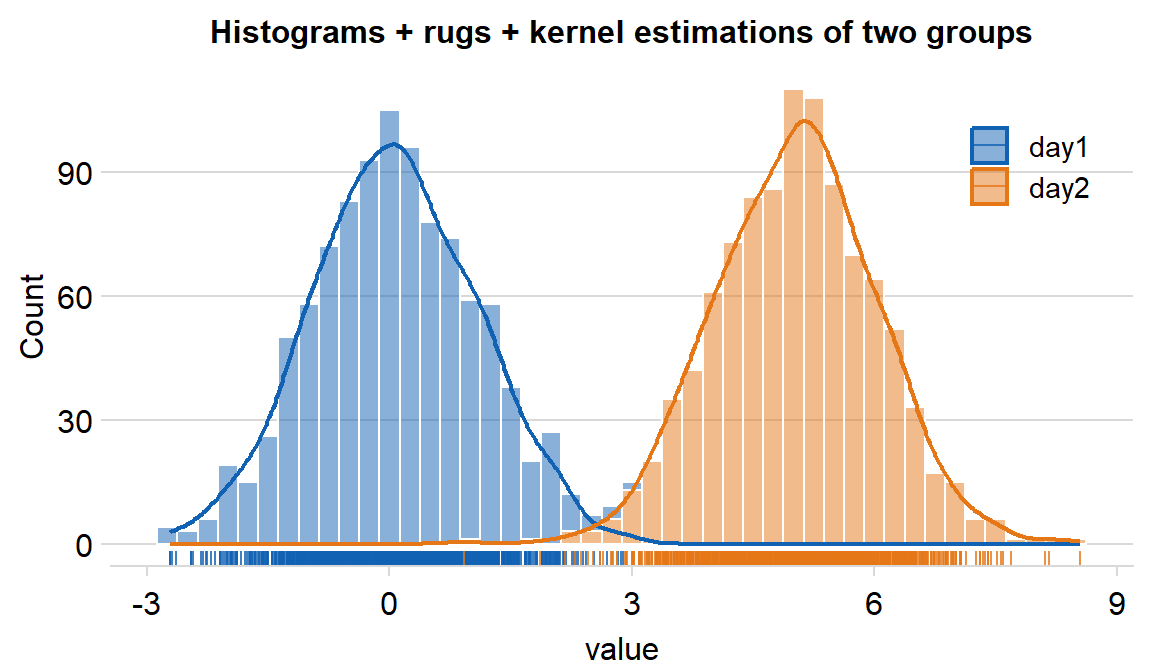 Histograms + rugs + kernel estimations of two groups
day1
day2
90
60
30
0
Count
-3 0 3 6 9
value